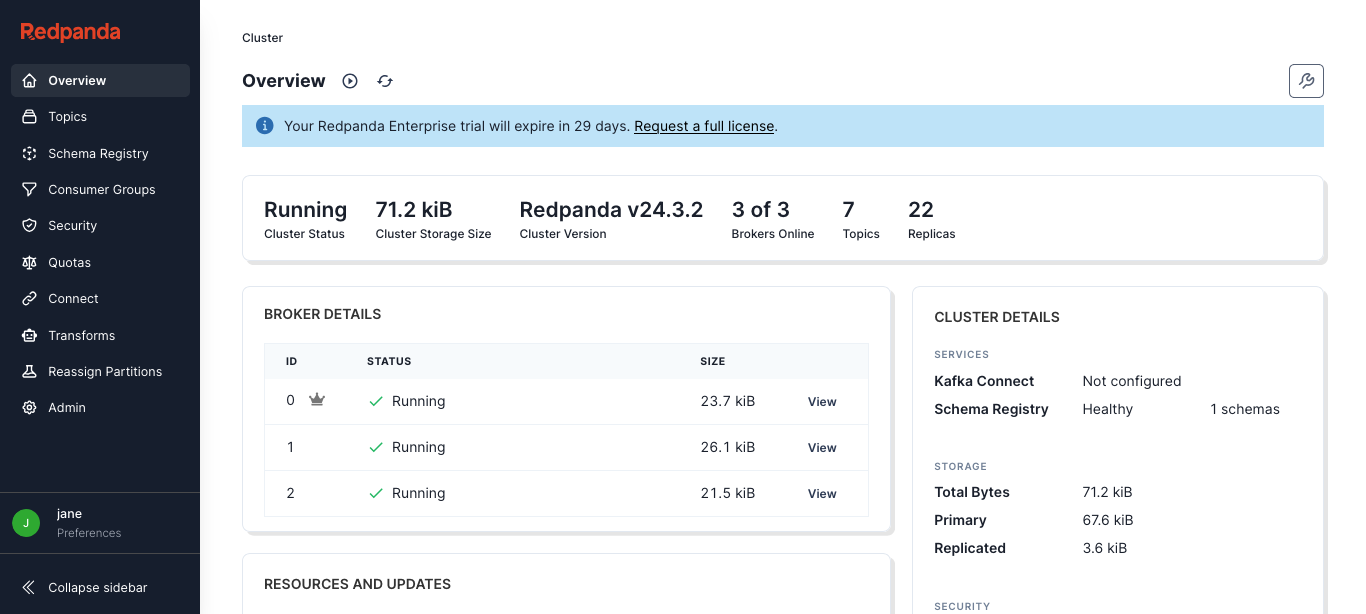 Redpanda
Overview
Topics
Schema Registry
Consumer Groups
Security
Quotas
Connect
Transforms
Reassign Partitions
Admin
J
jane
Preferences
Collapse sidebar
Cluster
Overview
Your Redpanda Enterprise trial will expire in 29 days. Request a full license.
Running 71.2 kiB Redpanda v24.3.2 3 of 3 7 22
Cluster Status Cluster Storage Size Cluster Version Brokers Online Topics Replicas
BROKER DETAILS
ID STATUS SIZE
0 Running 23.7 kiB View
1 Running 26.1 kiB View
2 Running 21.5 kiB View
RESOURCES AND UPDATES
CLUSTER DETAILS
SERVICES
Kafka Connect Not configured
Schema Registry Healthy 1 schemas
STORAGE
Total Bytes 71.2 kiB
Primary 67.6 kiB
Replicated 3.6 kiB
SECURITY